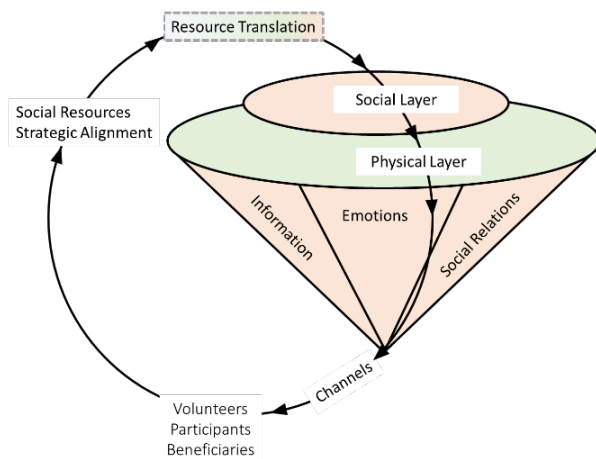 Resource Translation
Social Layer
Social Resources
Strategic Alignment
Physical Layer
Information
Emotions
Social Relations
Channels
Volunteers
Participants
Beneficiaries